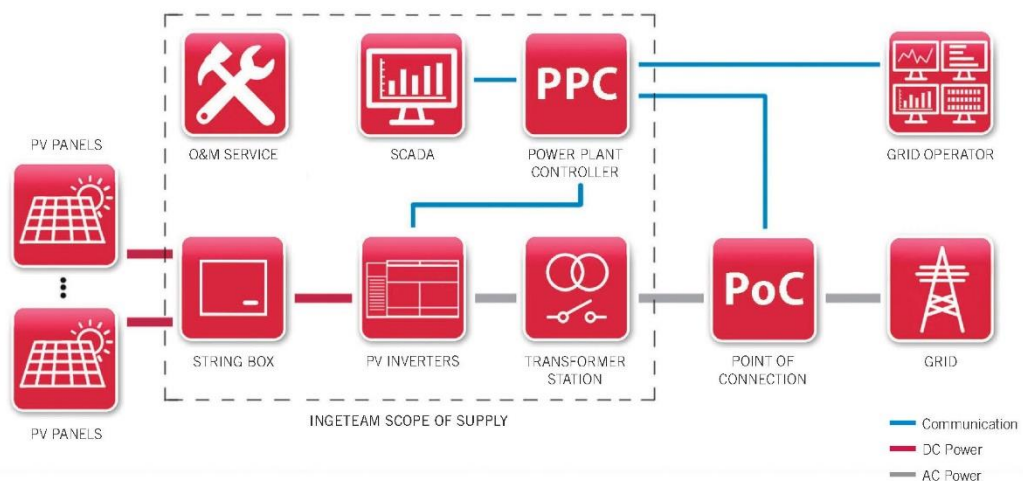 PPC
PV PANELS
O&M SERVICE
SCADA
POWER PLANT
CONTROLLER
GRID OPERATOR
PoC
STRING BOX
PV INVERTERS
TRANSFORMER
STATION
POINT OF
CONNECTION
GRID
INGETEAM SCOPE OF SUPPLY
PV PANELS
Communication
DC Power
AC Power